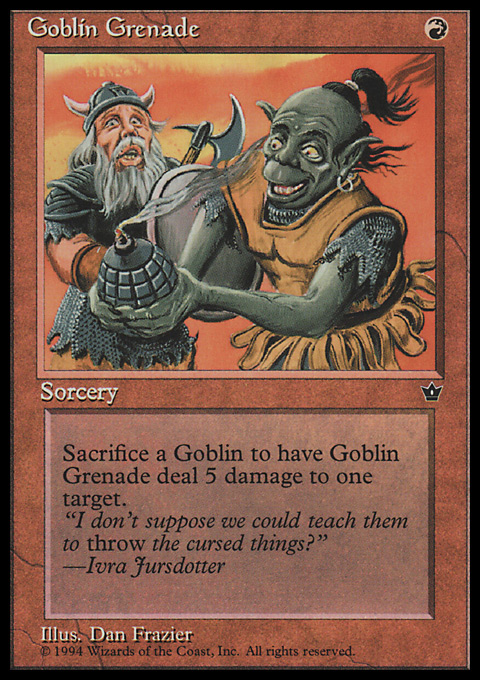 Goblin Grenade
Sorcery
Sacrifice a Goblin to have Goblin
Grenade deal 5 damage to one
target.
“I don’t suppose we could teach them
to throw the cursed things?”
—Ivra Jursdotter
Illus. Dan Frazier
© 1994 Wizards of the Coast, Inc. All rights reserved.